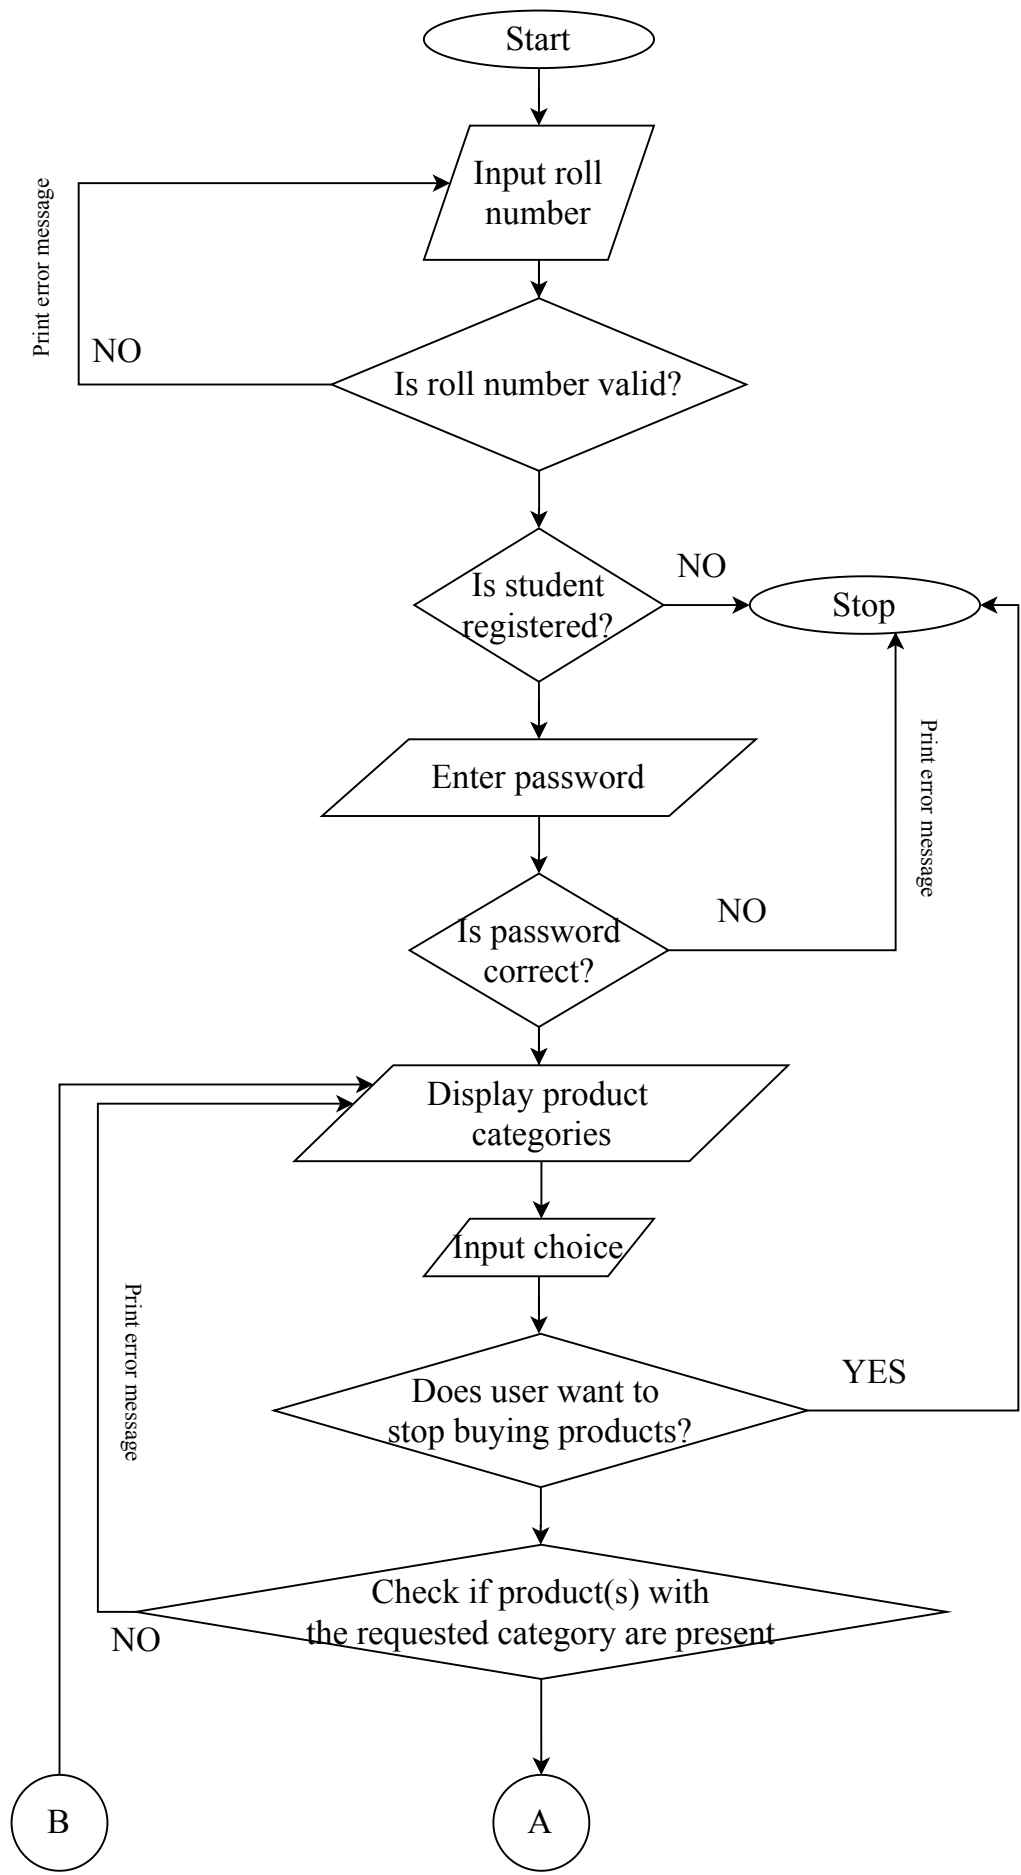 Start
Input roll
number
Print error message
NO
Is roll number valid?
Is student
registered?
NO
Stop
Enter password
Print error message
Is password
correct?
NO
Display product
categories
Input choice
Print error message
Does user want to
stop buying products?
YES
Check if product(s) with
the requested category are present
NO
B
A